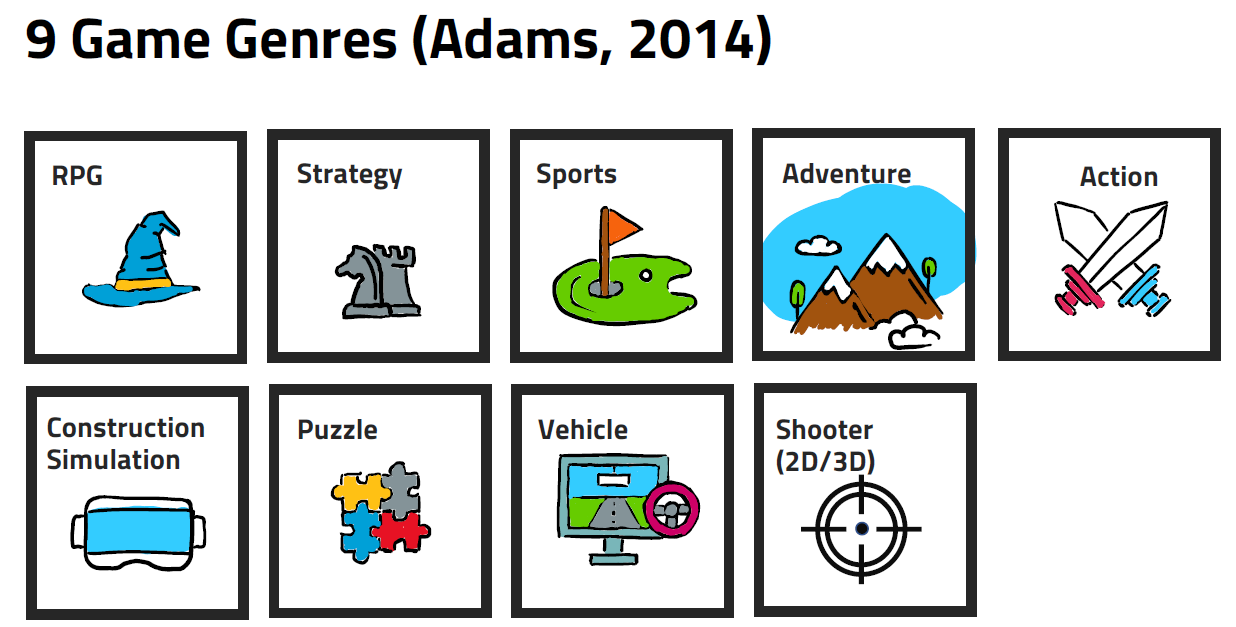 9 Game Genres (Adams, 2014)
RPG
Strategy
Sports
Adventure
Action
Construction
Simulation
Puzzle
Vehicle
Shooter
(2D/3D)